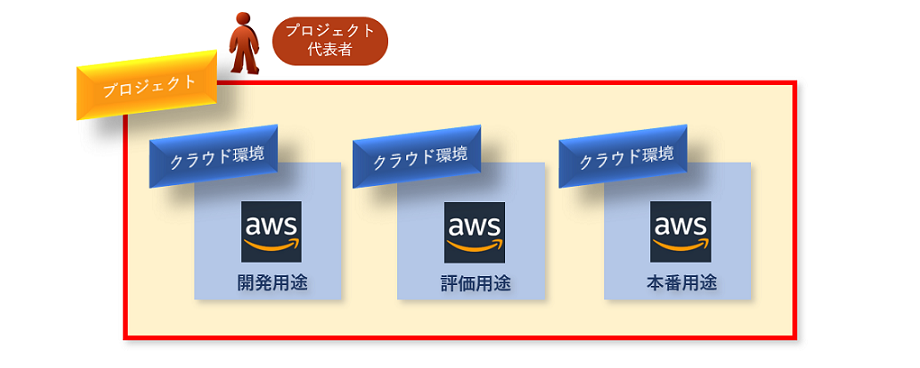 プロジェクト
代表者
プロジェクト
クラウド環境
クラウド環境
クラウド環境
aws
aws
aws
開発用途
評価用途
本番用途